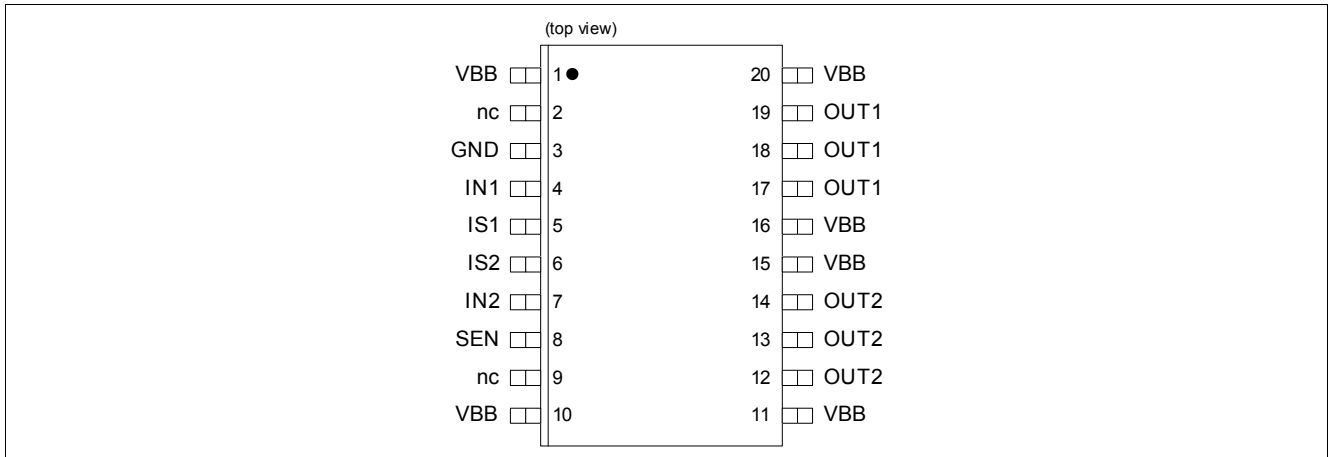 (top view)
VBB 1 20 VBB
nc 2 19 OUT1
GND 3 18 OUT1
IN1 4 17 OUT1
IS1 5 16 VBB
IS2 6 15 VBB
IN2 7 14 OUT2
SEN 8 13 OUT2
nc 9 12 OUT2
VBB 10 11 VBB